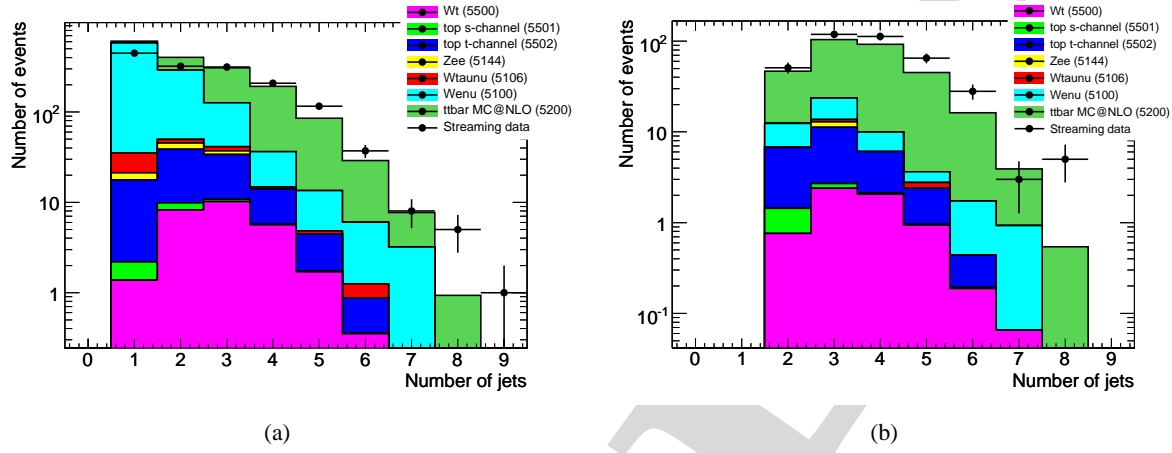 Number of events
10²
10
1
0 1 2 3 4 5 6 7 8 9
Number of jets
Wt (5500)
top s-channel (5501)
top t-channel (5502)
Zee (5144)
Wtaunu (5106)
Wenu (5100)
ttbar MC@NLO (5200)
Streaming data
(a)
Number of events
10²
10
1
10⁻¹
0 1 2 3 4 5 6 7 8 9
Number of jets
Wt (5500)
top s-channel (5501)
top t-channel (5502)
Zee (5144)
Wtaunu (5106)
Wenu (5100)
ttbar MC@NLO (5200)
Streaming data
(b)